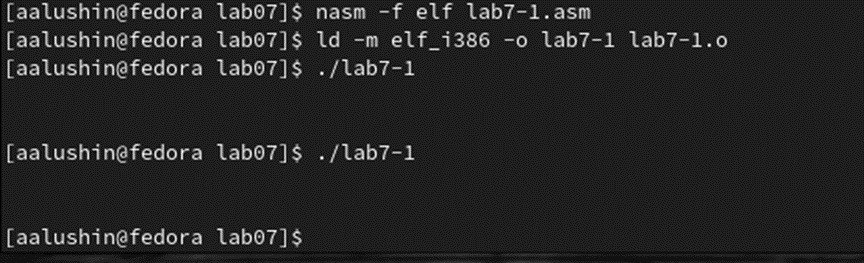 [aalushin@fedora lab07]$ nasm -f elf lab7-1.asm
[aalushin@fedora lab07]$ ld -m elf_i386 -o lab7-1 lab7-1.o
[aalushin@fedora lab07]$ ./lab7-1
[aalushin@fedora lab07]$ ./lab7-1
[aalushin@fedora lab07]$